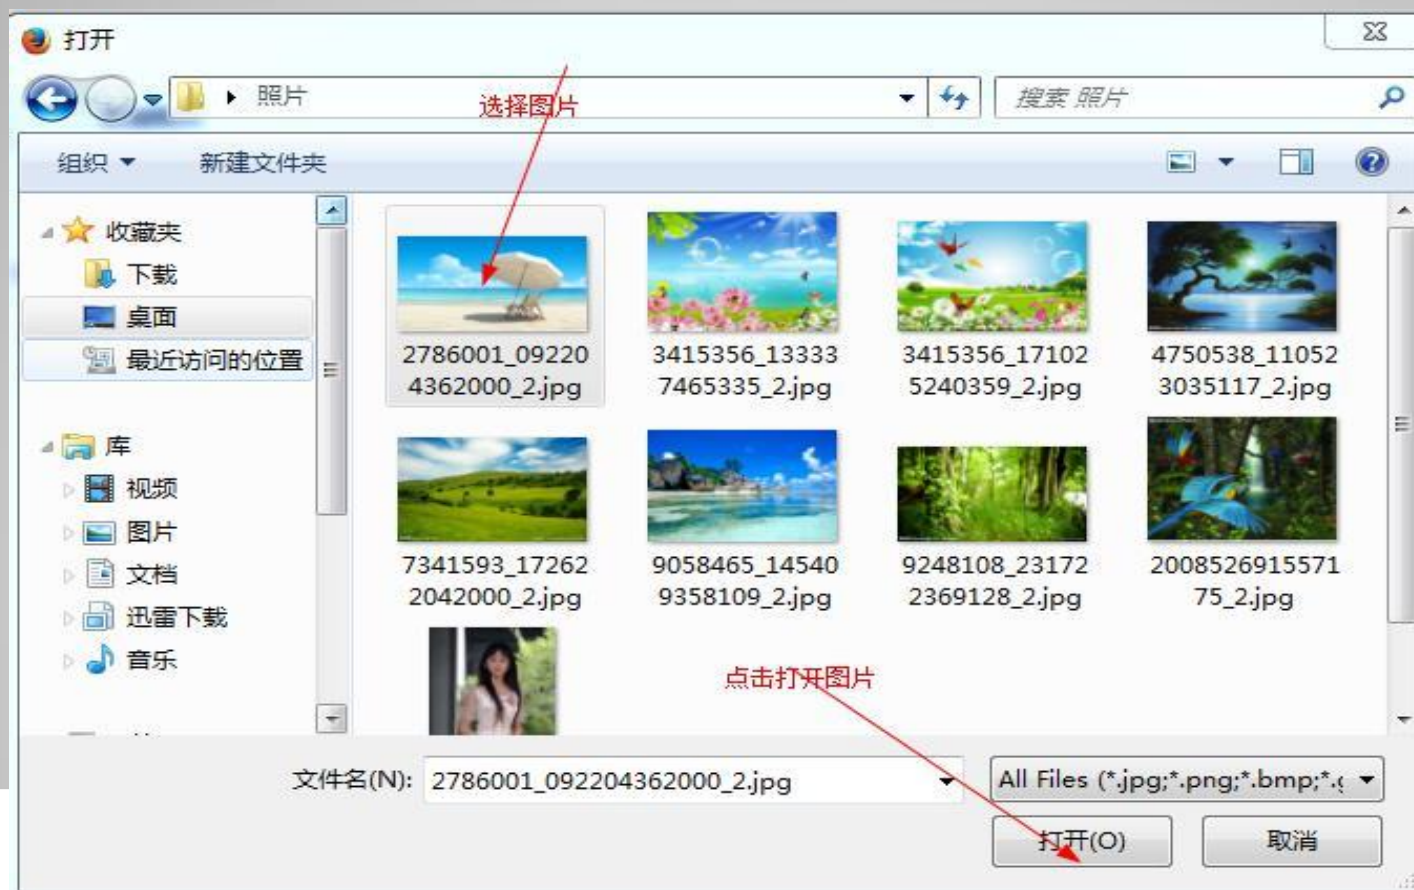 打开
照片
选择图片
搜索 照片
组织
新建文件夹
收藏夹
下载
桌面
最近访问的位置
库
视频
图片
文档
迅雷下载
音乐
2786001_09220
4362000_2.jpg
3415356_13333
7465335_2.jpg
3415356_17102
5240359_2.jpg
4750538_11052
3035117_2.jpg
7341593_17262
2042000_2.jpg
9058465_14540
9358109_2.jpg
9248108_23172
2369128_2.jpg
2008526915571
75_2.jpg
点击打开图片
文件名(N):
2786001_092204362000_2.jpg
All Files (*.jpg;*.png;*.bmp;*.
打开(O)
取消